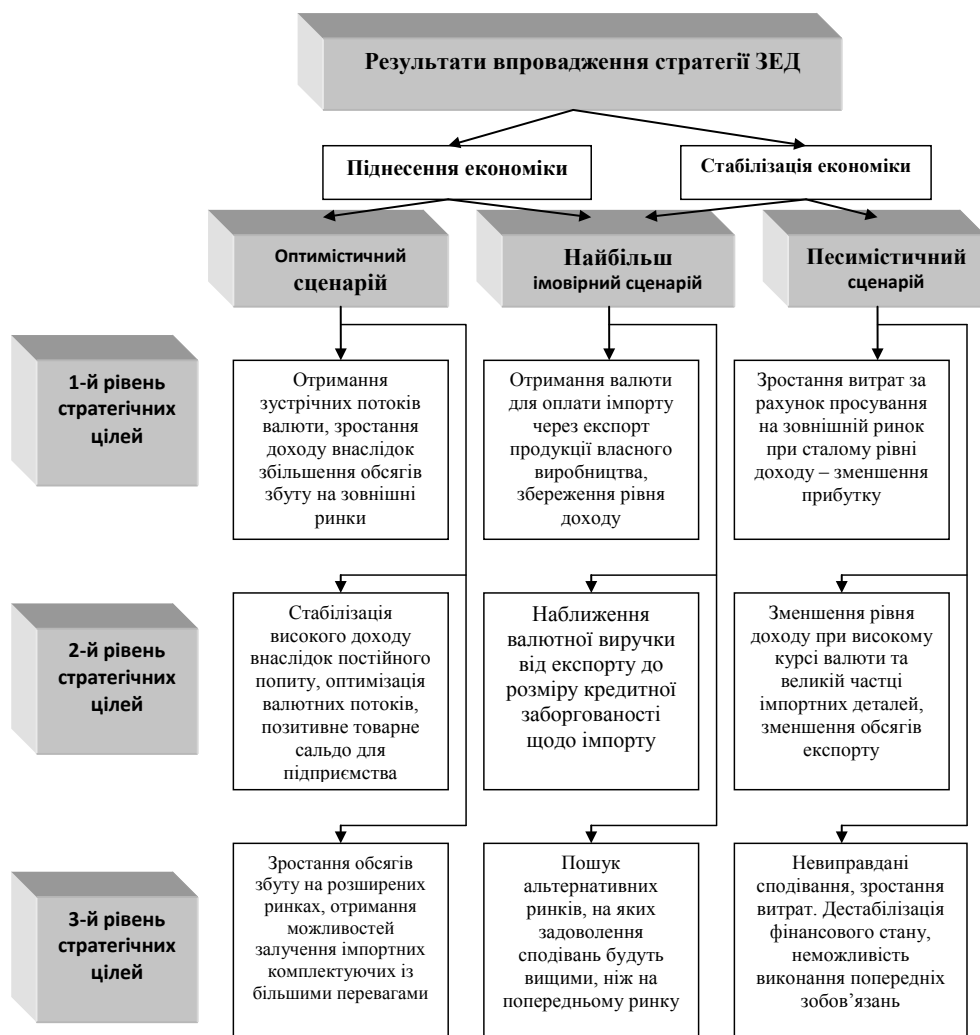 Результати впровадження стратегії ЗЕД
Піднесення економіки
Стабілізація економіки
Оптимістичний
сценарій
Найбільш
імовірний сценарій
Песимістичний
сценарій
1-й рівень
стратегічних
цілей
Отримання
зустрічних потоків
валюти, зростання
доходу внаслідок
збільшення обсягів
збуту на зовнішні
ринки
Отримання валюти
для оплати імпорту
через експорт
продукції власного
виробництва,
збереження рівня
доходу
Зростання витрат за
рахунок просування
на зовнішній ринок
при сталому рівні
доходу – зменшення
прибутку
2-й рівень
стратегічних
цілей
Стабілізація
високого доходу
внаслідок постійного
попиту, оптимізація
валютних потоків,
позитивне товарне
сальдо для
підприємства
Наближення
валютної виручки
від експорту до
розміру кредитної
заборгованості
щодо імпорту
Зменшення рівня
доходу при високому
курсі валюти та
великій частці
імпортних деталей,
зменшення обсягів
експорту
3-й рівень
стратегічних
цілей
Зростання обсягів
збуту на розширених
ринках, отримання
можливостей
залучення імпортних
комплектуючих із
більшими перевагами
Пошук
альтернативних
ринків, на яких
задоволення
сподівань будуть
вищими, ніж на
попередньому ринку
Невиправдані
сподівання, зростання
витрат. Дестабілізація
фінансового стану,
неможливість
виконання попередніх
зобов’язань